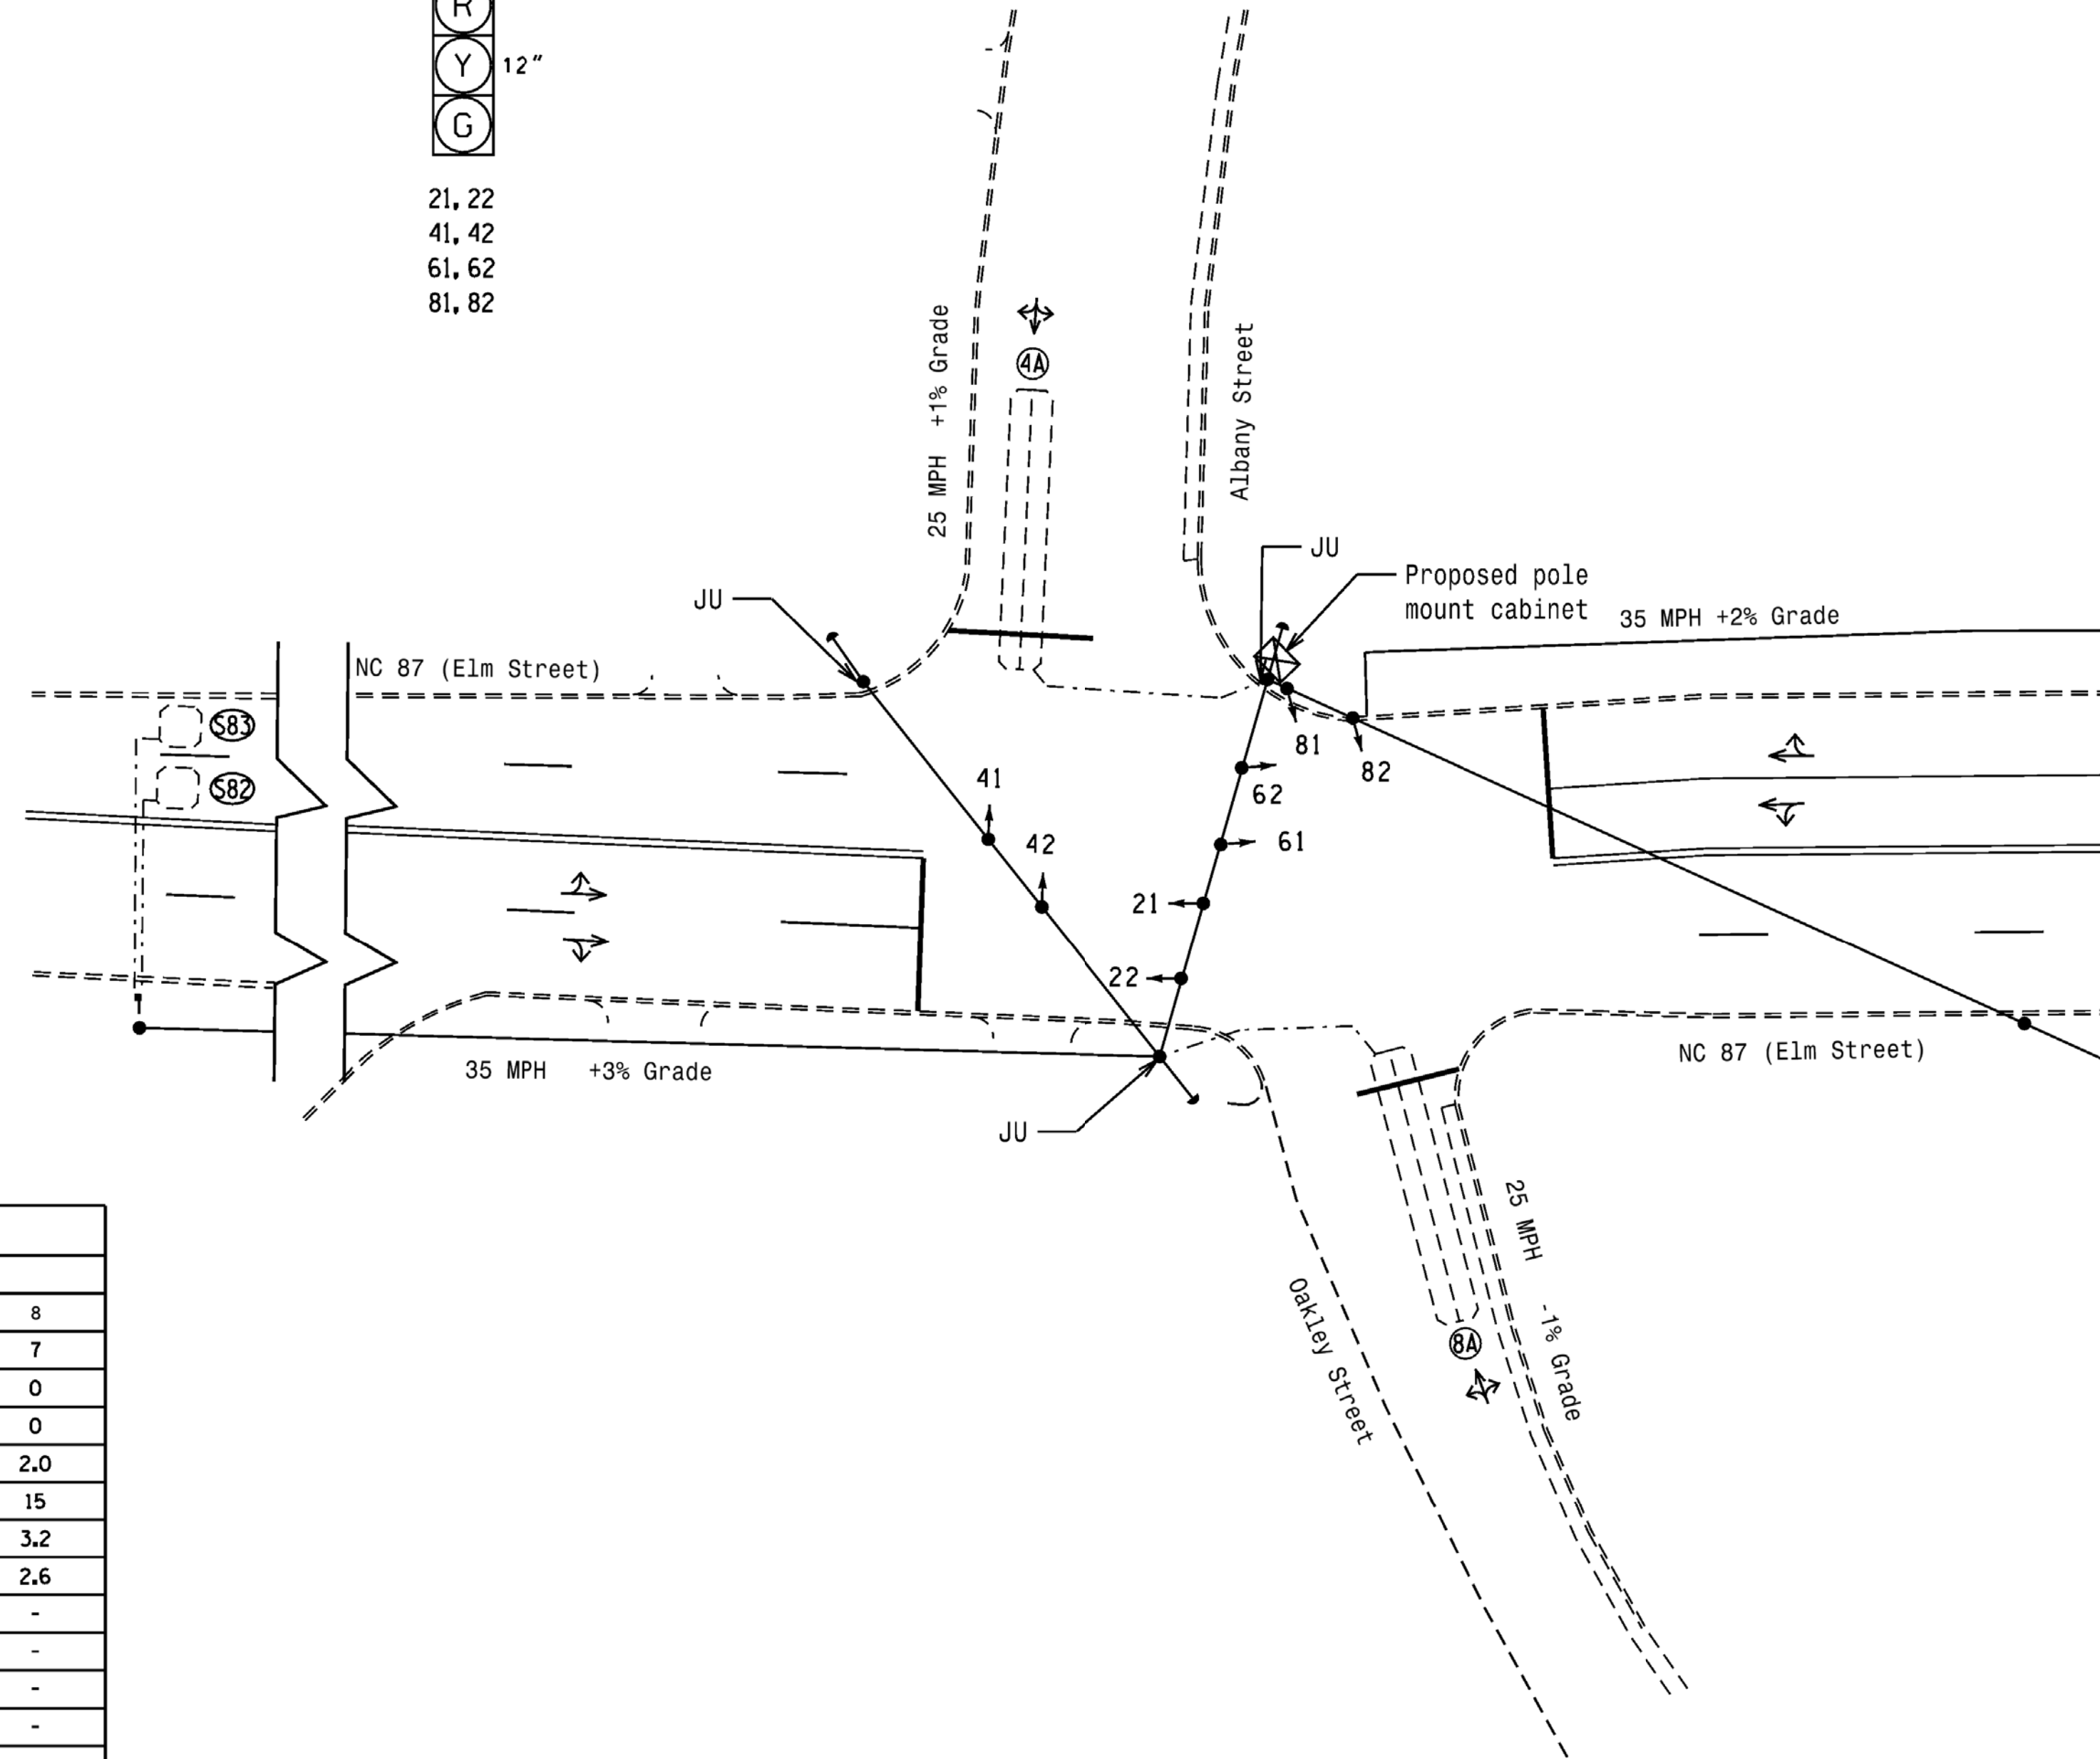 R
Y 12"
G
21, 22
41, 42
61, 62
81, 82
25 MPH +1% Grade
4A
Albany Street
JU
JU
Proposed pole
mount cabinet
35 MPH +2% Grade
NC 87 (Elm Street)
S83
S82
81
82
62
61
41
42
21
22
NC 87 (Elm Street)
35 MPH +3% Grade
JU
25 MPH -1% Grade
Oakley Street
8A
8
7
0
0
2.0
15
3.2
2.6
-
-
-
-